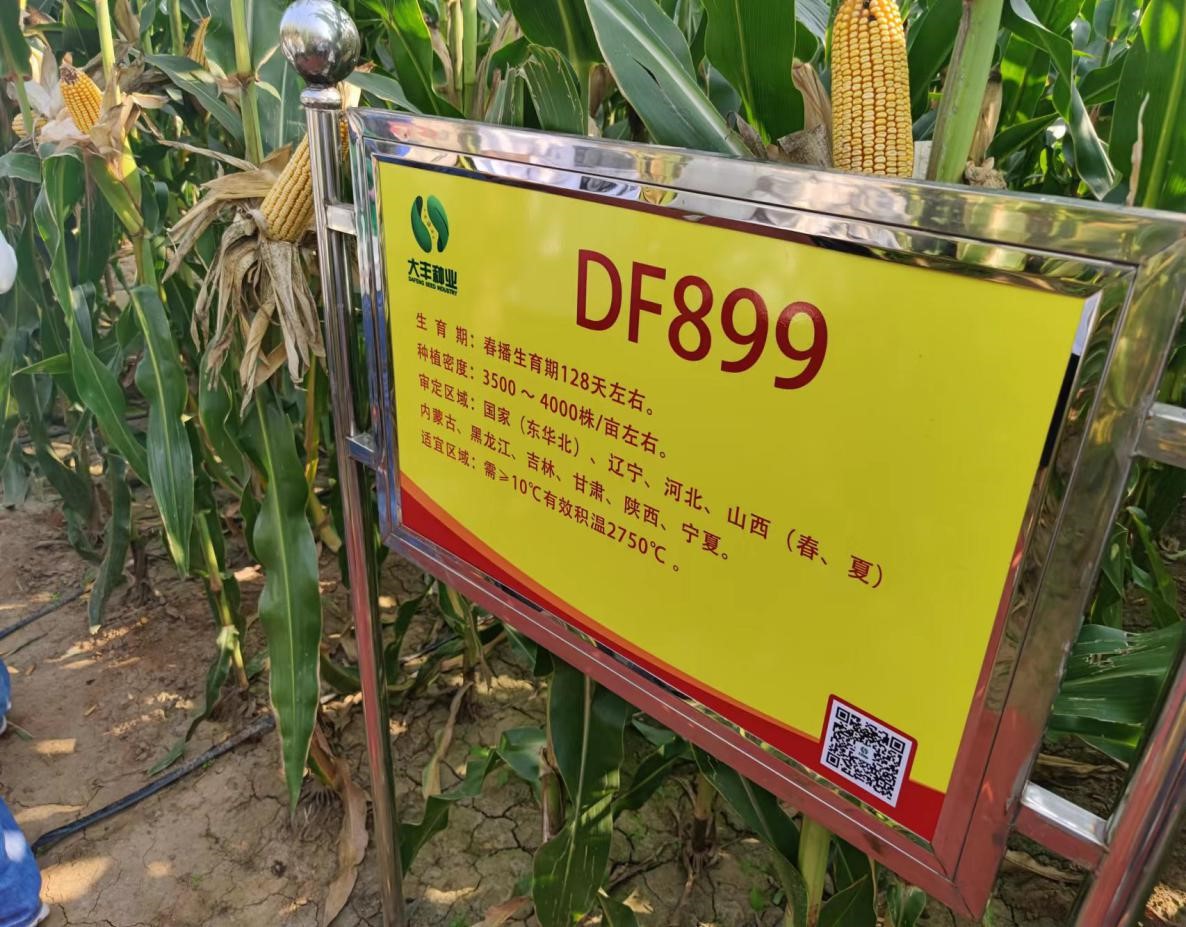 大丰种业
DAFENG SEED INDUSTRY
DF899
生育期：春播生育期128天左右。
种植密度：3500～4000株/亩左右。
审定区域：国家（东华北）、辽宁、河北、山西（春、夏）
内蒙古、黑龙江、吉林、甘肃、陕西、宁夏。
适宜区域：需≥10℃有效积温2750℃。